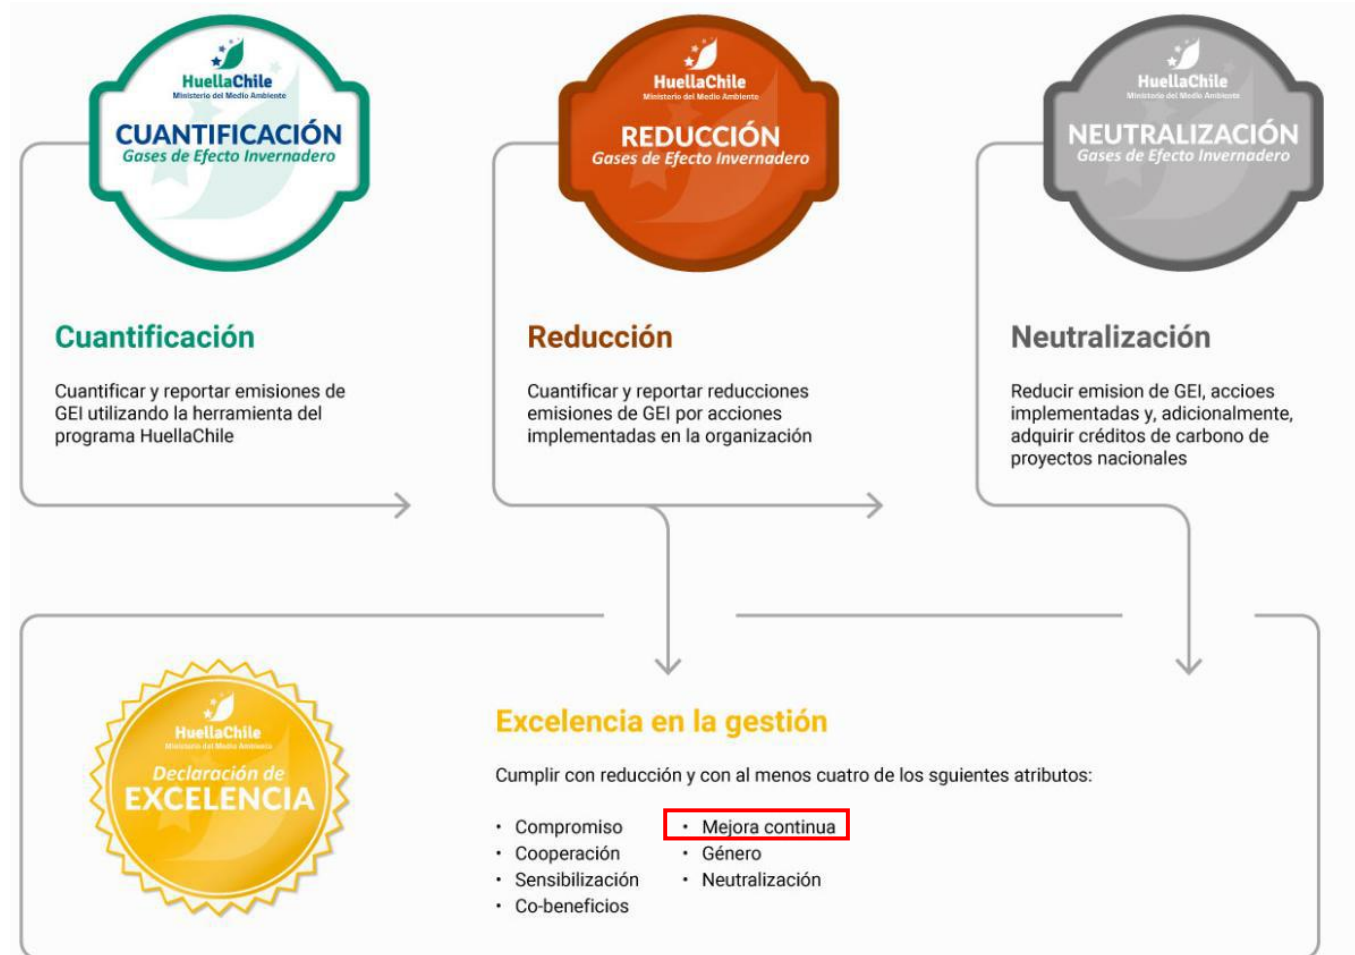 HuellaChile
Ministerio del Medio Ambiente
CUANTIFICACIÓN
Gases de Efecto Invernadero
HuellaChile
Ministerio del Medio Ambiente
REDUCCIÓN
Gases de Efecto Invernadero
HuellaChile
Ministerio del Medio Ambiente
NEUTRALIZACIÓN
Gases de Efecto Invernadero
Cuantificación
Cuantificar y reportar emisiones de
GEI utilizando la herramienta del
programa HuellaChile
Reducción
Cuantificar y reportar reducciones
emisiones de GEI por acciones
implementadas en la organización
Neutralización
Reducir emision de GEI, accioes
implementadas y, adicionalmente,
adquirir créditos de carbono de
proyectos nacionales
HuellaChile
Ministerio del Medio Ambiente
Declaración de
EXCELENCIA
Excelencia en la gestión
Cumplir con reducción y con al menos cuatro de los sguientes atributos:
• Compromiso
• Cooperación
• Sensibilización
• Co-beneficios
• Mejora continua
• Género
• Neutralización